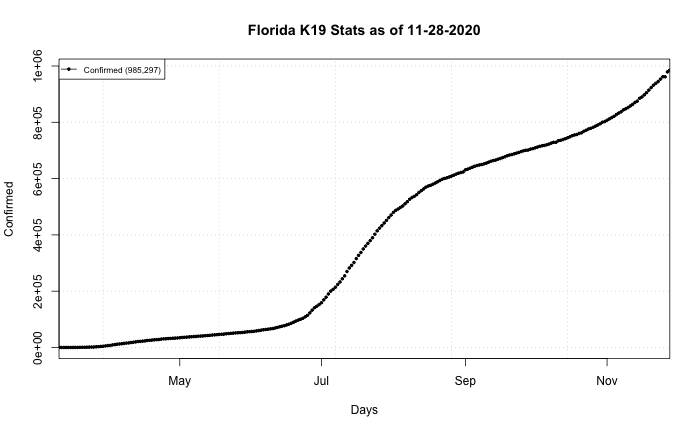 Florida K19 Stats as of 11-28-2020
Confirmed (985,297)
1e+06
8e+05
6e+05
4e+05
2e+05
0e+00
Confirmed
May Jul Sep Nov
Days